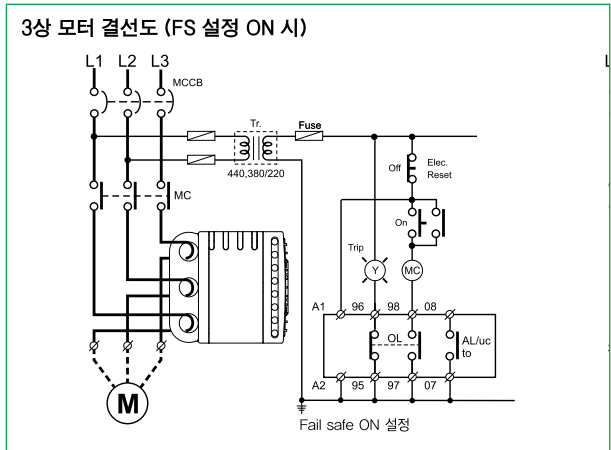 3상 모터 결선도 (FS 설정 ON 시)
L1 L2 L3
MCCB
Tr.
Fuse
440,380/220
Off
Elec.
Reset
MC
On
Trip
Y
MC
A1 96 98 08
OL
AL/uc
to
A2 95 97 07
M
Fail safe ON 설정